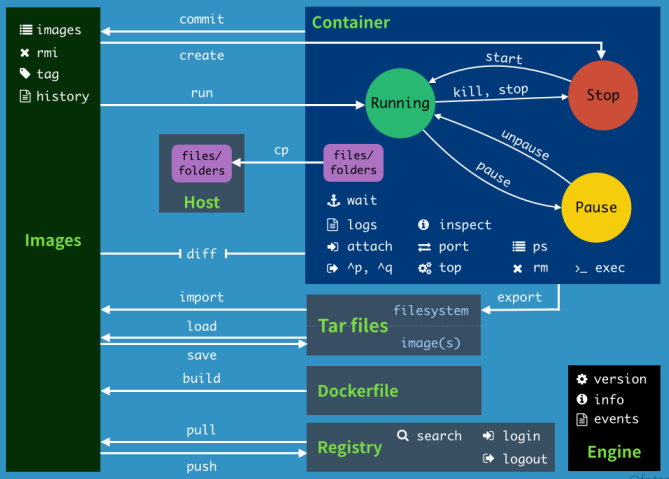 images
rmi
tag
history
Images
commit
create
run
Container
Running
start
kill, stop
Stop
unpause
pause
Pause
files/
folders
Host
cp
files/
folders
wait
logs
inspect
attach
port
ps
^p, ^q
top
rm
>_ exec
diff
import
load
save
filesystem
Tar files
image(s)
export
build
Dockerfile
pull
push
Registry
search
login
logout
version
info
events
Engine